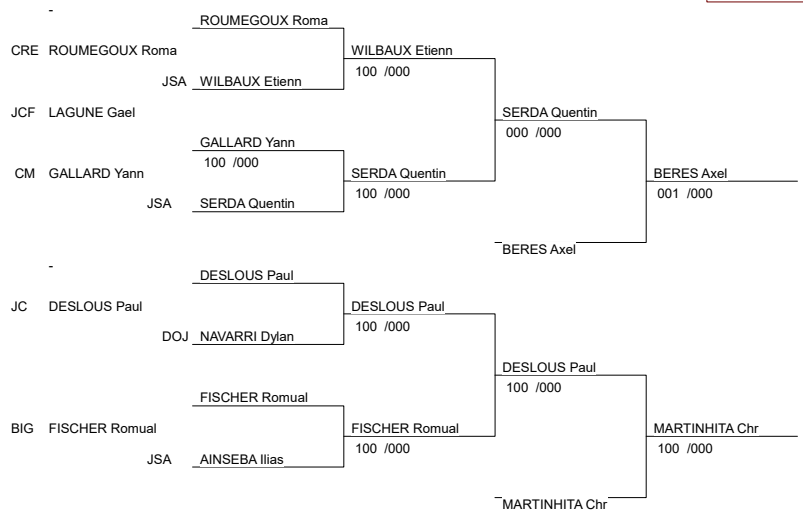 -
ROUMEGOUX Roma
CRE ROUMEGOUX Roma
WILBAUX Etienn
100 /000
JSA WILBAUX Etienn
JCF LAGUNE Gael
SERDA Quentin
000 /000
GALLARD Yann
100 /000
CM GALLARD Yann
SERDA Quentin
100 /000
BERES Axel
001 /000
JSA SERDA Quentin
BERES Axel
-
DESLOUS Paul
JC DESLOUS Paul
DESLOUS Paul
100 /000
DOJ NAVARRI Dylan
DESLOUS Paul
100 /000
FISCHER Romual
BIG FISCHER Romual
FISCHER Romual
100 /000
MARTINHITA Chr
100 /000
JSA AINSEBA Ilias
MARTINHITA Chr